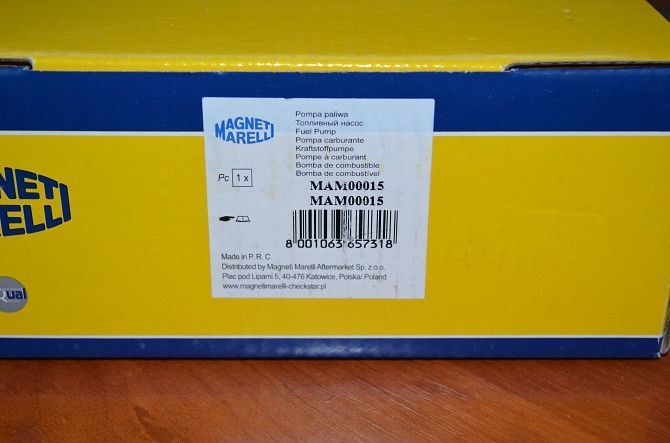 MAGNETI
MARELLI
Pompa paliwa
Топливный насос
Fuel Pump
Pompa carburante
Kraftstoffpumpe
Pompe à carburant
Bomba de combustible
Bomba de combustível
Pc 1 x
MAM00015
MAM00015
8 001063 657318
Made in P. R. C
Distributed by Magneti Marelli Aftermarket Sp. z.o.o.
Plac pod Lipami 5, 40-476 Katowice, Polska/ Poland
www.magnetimarelli-checkstar.pl
NETI
RELLI
Qual